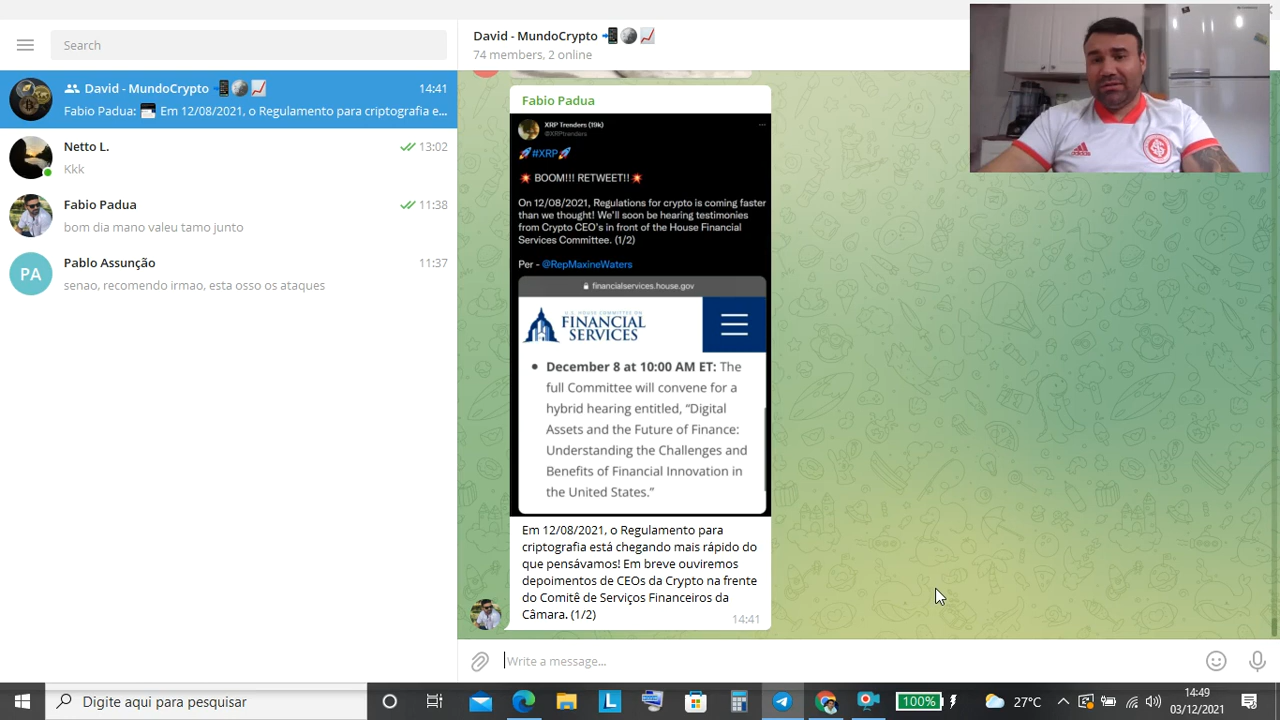 Search
David - MundoCrypto
14:41
Fabio Padua: Em 12/08/2021, o Regulamento para criptografia e...
Netto L.
13:02
Kkk
Fabio Padua
11:38
bom dia mano valeu tamo junto
PA
Pablo Assunção
11:37
senao, recomendo irmao, esta osso os ataques
David - MundoCrypto
74 members, 2 online
Fabio Padua
XRP Trenders (19k)
@XRPtrenders
🚀#XRP🚀
💥 BOOM!!! RETWEET!!💥
On 12/08/2021, Regulations for crypto is coming faster
than we thought! We'll soon be hearing testimonies
from Crypto CEO's in front of the House Financial
Services Committee. (1/2)
Per - @RepMaxineWaters
financialservices.house.gov
U.S. HOUSE COMMITTEE ON
FINANCIAL
SERVICES
• December 8 at 10:00 AM ET: The
full Committee will convene for a
hybrid hearing entitled, “Digital
Assets and the Future of Finance:
Understanding the Challenges and
Benefits of Financial Innovation in
the United States.”
Em 12/08/2021, o Regulamento para
criptografia está chegando mais rápido do
que pensávamos! Em breve ouviremos
depoimentos de CEOs da Crypto na frente
do Comitê de Serviços Financeiros da
Câmara. (1/2)
14:41
Write a message...
Digite aqui para pesquisar
L
100%
27°C
14:49
03/12/2021